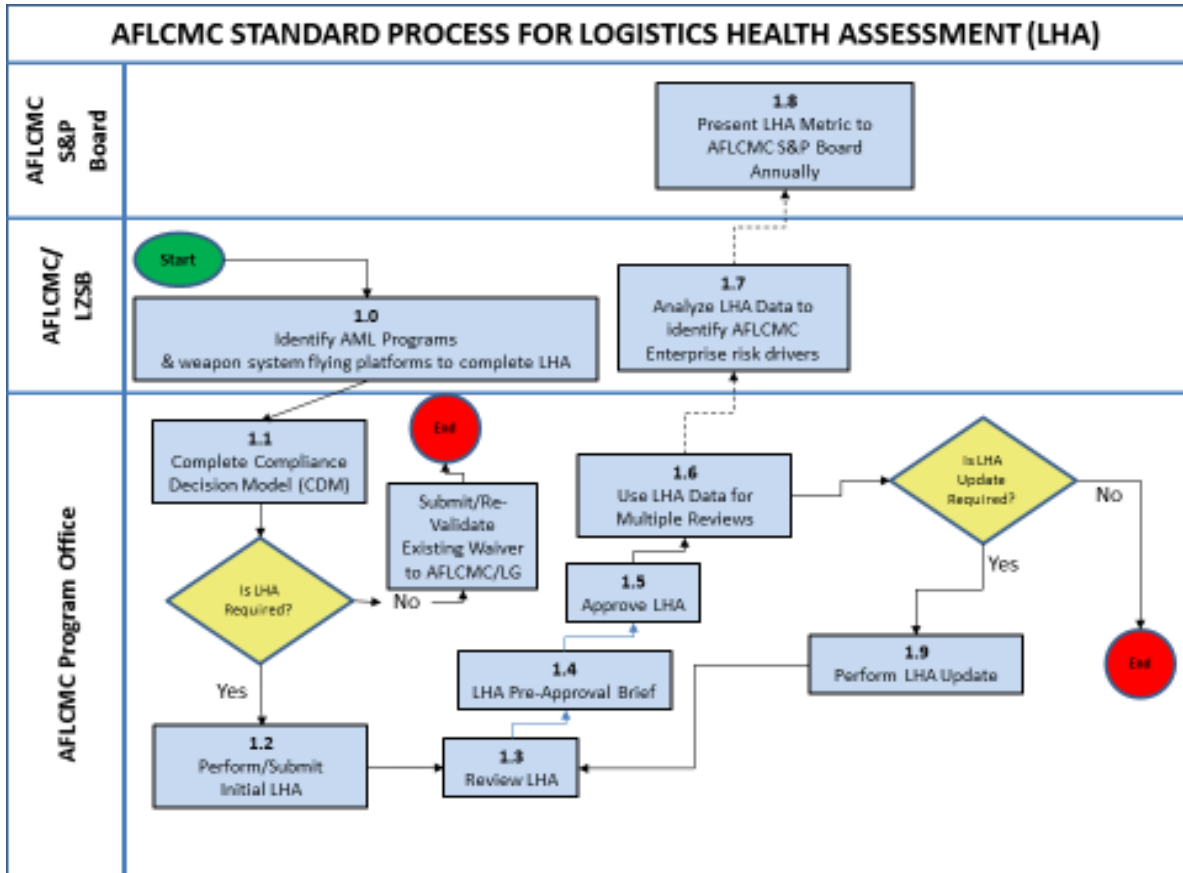 AFLCMC STANDARD PROCESS FOR LOGISTICS HEALTH ASSESSMENT (LHA)
AFLCMC
S&P
Board
1.8
Present LHA Metric to
AFLCMC S&P Board
Annually
AFLCMC/
LZSB
Start
1.0
Identify AML Programs
& weapon system flying platforms to complete LHA
1.7
Analyze LHA Data to
identify AFLCMC
Enterprise risk drivers
AFLCMC Program Office
1.1
Complete Compliance
Decision Model (CDM)
End
Submit/Re-
Validate
Existing Waiver
to AFLCMC/LG
Is LHA
Required?
No
Yes
1.2
Perform/Submit
Initial LHA
1.3
Review LHA
1.4
LHA Pre-Approval Brief
1.5
Approve LHA
1.6
Use LHA Data for
Multiple Reviews
Is LHA
Update
Required?
No
Yes
1.9
Perform LHA Update
End